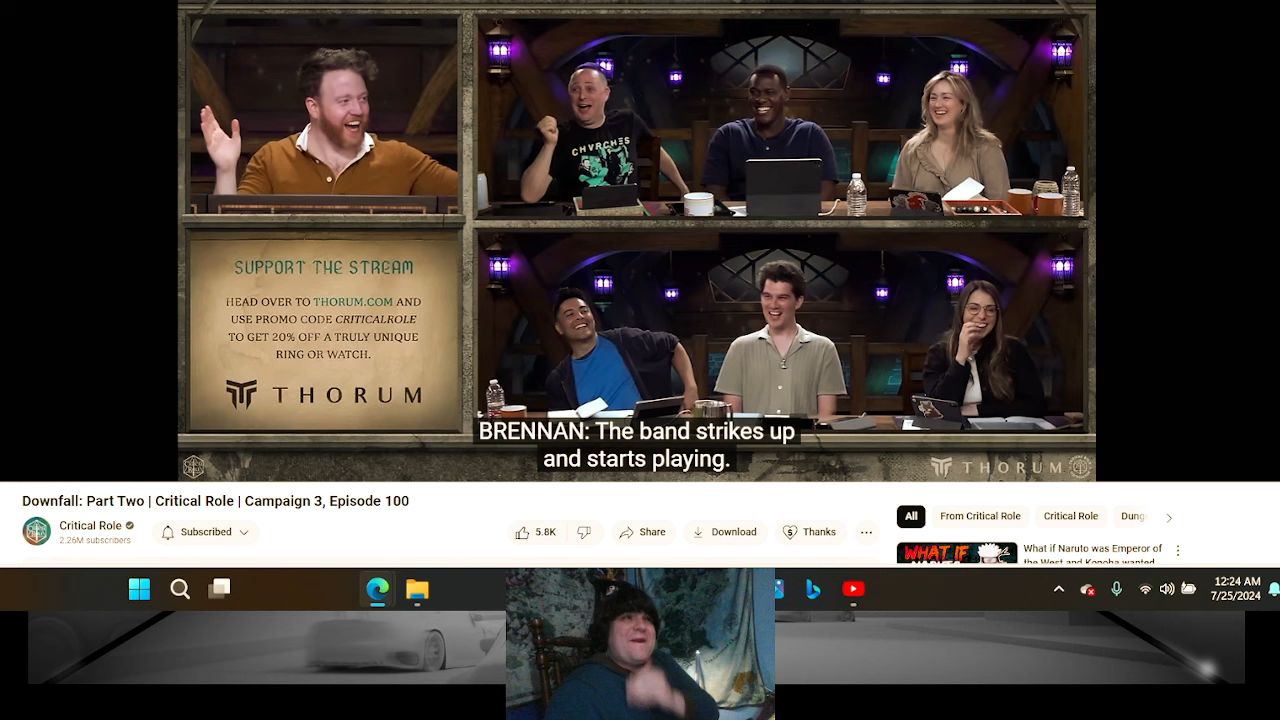 CHVRCHES
SUPPORT THE STREAM
HEAD OVER TO THORUM.COM AND
USE PROMO CODE CRITICALROLE
TO GET 20% OFF A TRULY UNIQUE
RING OR WATCH.
THORUM
BRENNAN: The band strikes up
and starts playing.
THORUM
Downfall: Part Two | Critical Role | Campaign 3, Episode 100
Critical Role
2.26M subscribers
Subscribed
5.8K
Share
Download
Thanks
All
From Critical Role
Critical Role
Dung
WHAT IF
What if Naruto was Emperor of
the West and Konoha wanted
12:24 AM
7/25/2024